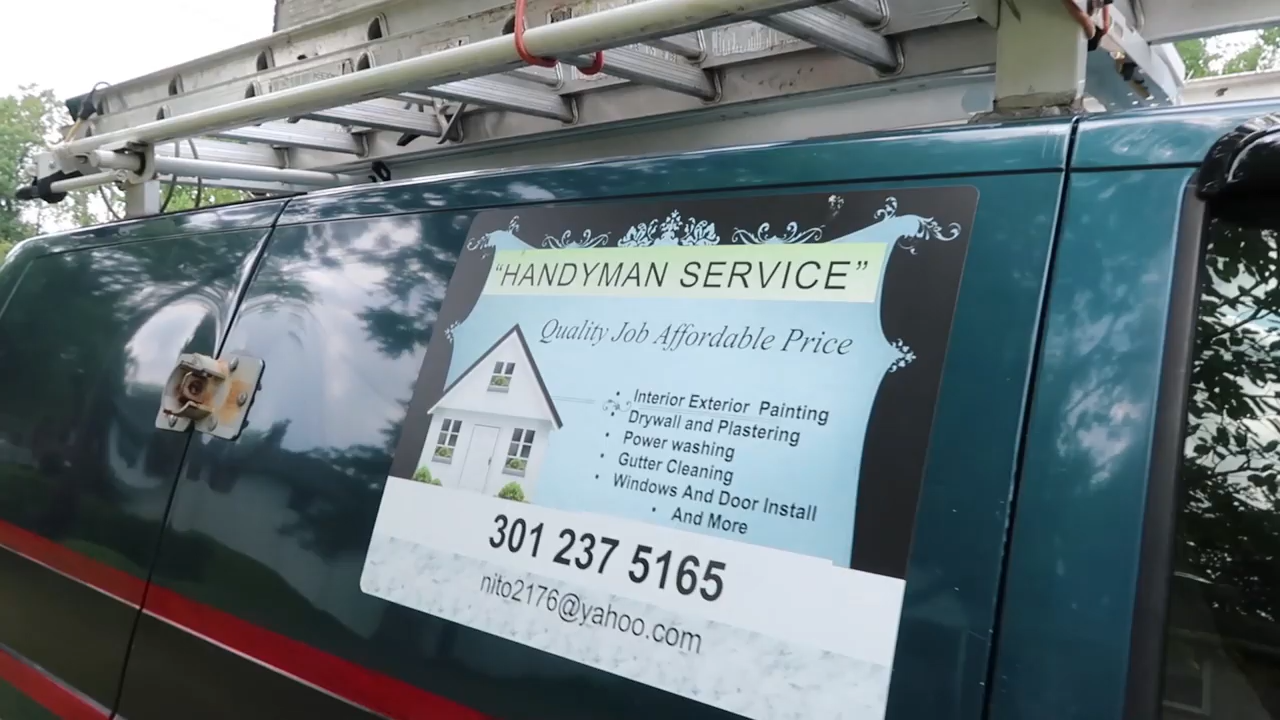 "HANDYMAN SERVICE"
Quality Job Affordable Price
• Interior Exterior Painting
• Drywall and Plastering
• Power washing
• Gutter Cleaning
• Windows And Door Install
• And More
301 237 5165
nito2176@yahoo.com